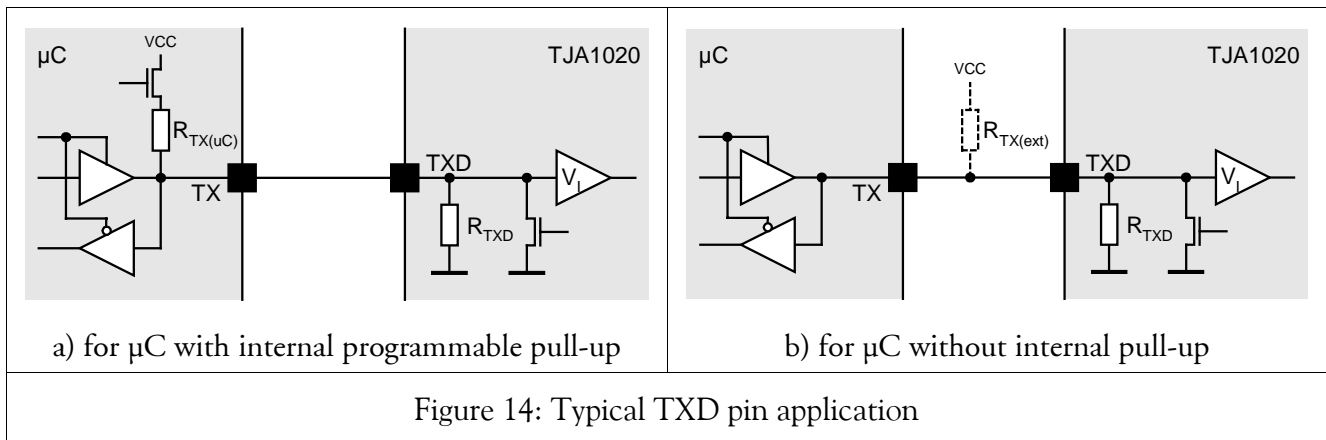 µC
VCC
R_TX(uC)
TX
TJA1020
TXD
V_I
R_TXD
a) for µC with internal programmable pull-up
µC
VCC
R_TX(ext)
TX
TJA1020
TXD
V_I
R_TXD
b) for µC without internal pull-up
Figure 14: Typical TXD pin application